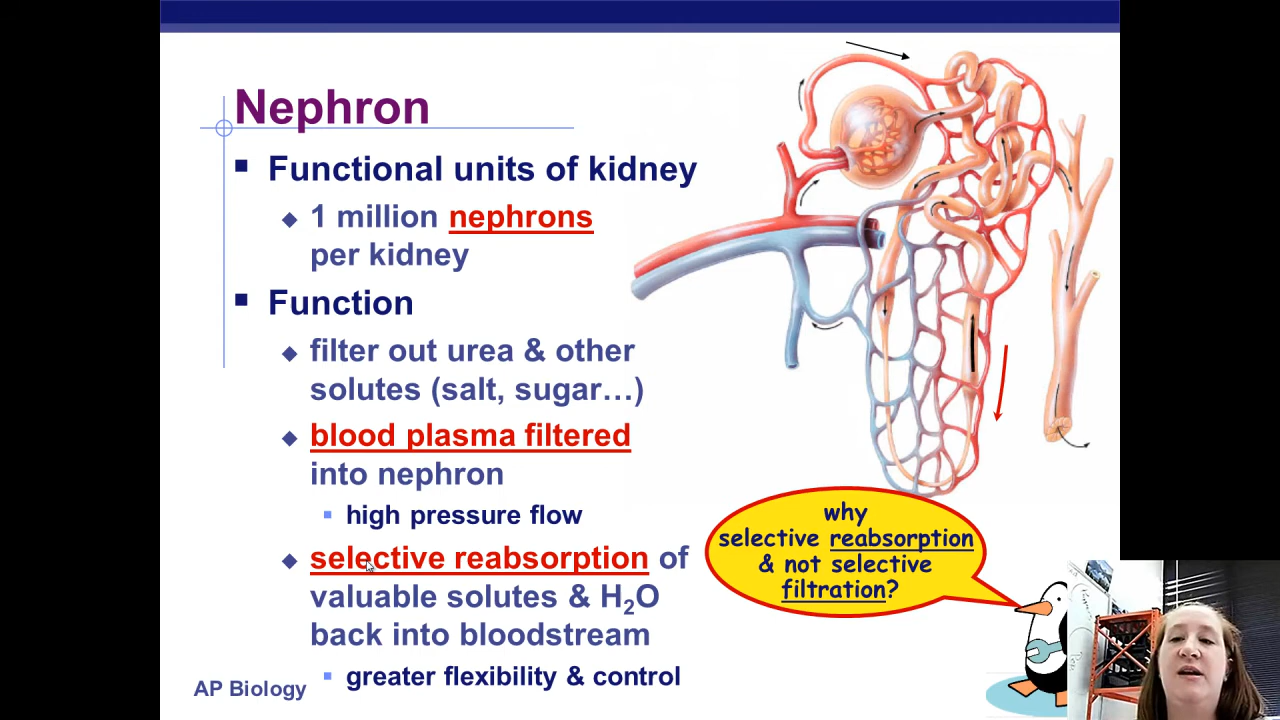 Nephron
Functional units of kidney
1 million nephrons
per kidney
Function
filter out urea & other
solutes (salt, sugar…)
blood plasma filtered
into nephron
high pressure flow
selective reabsorption of
valuable solutes & H₂O
back into bloodstream
greater flexibility & control
why
selective reabsorption
& not selective
filtration?
AP Biology